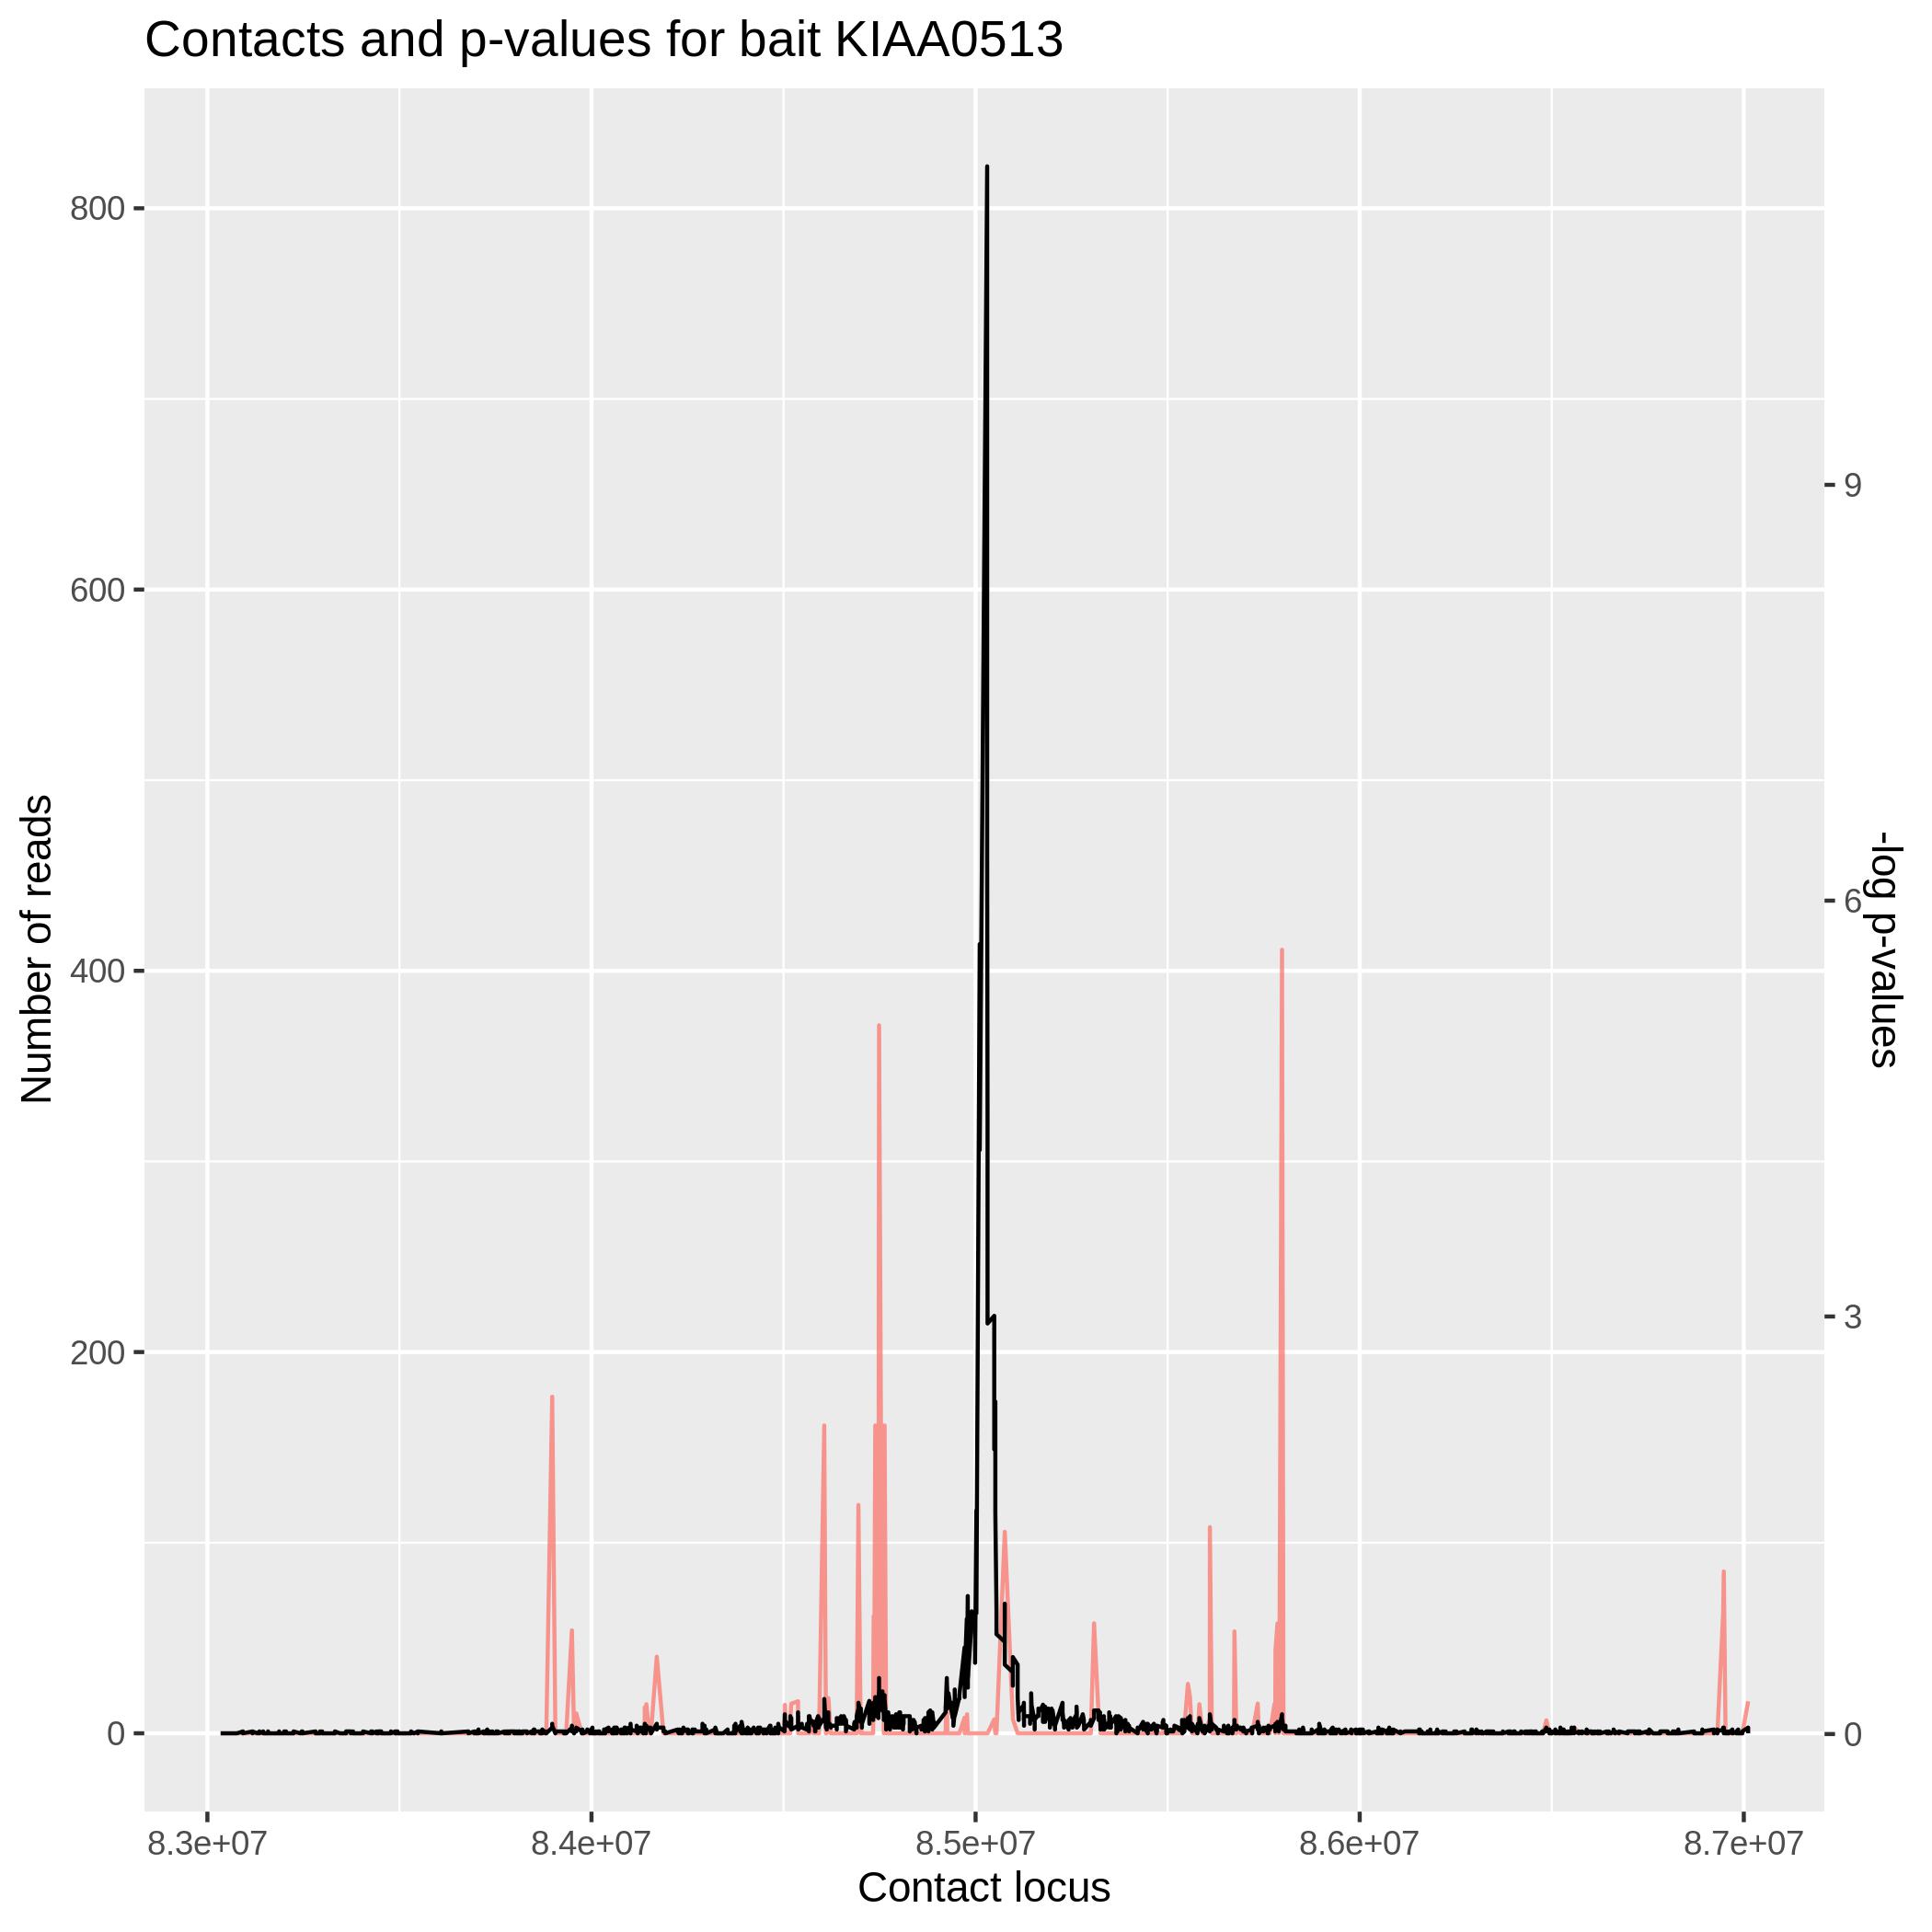 Contacts and p-values for bait KIAA0513
Number of reads
800
600
400
200
0
9
6
3
0
-log p-values
8.3e+07
8.4e+07
8.5e+07
8.6e+07
8.7e+07
Contact locus